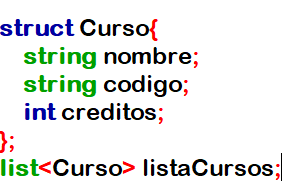 struct Curso{
    string nombre;
    string codigo;
    int creditos;
};
list<Curso> listaCursos;